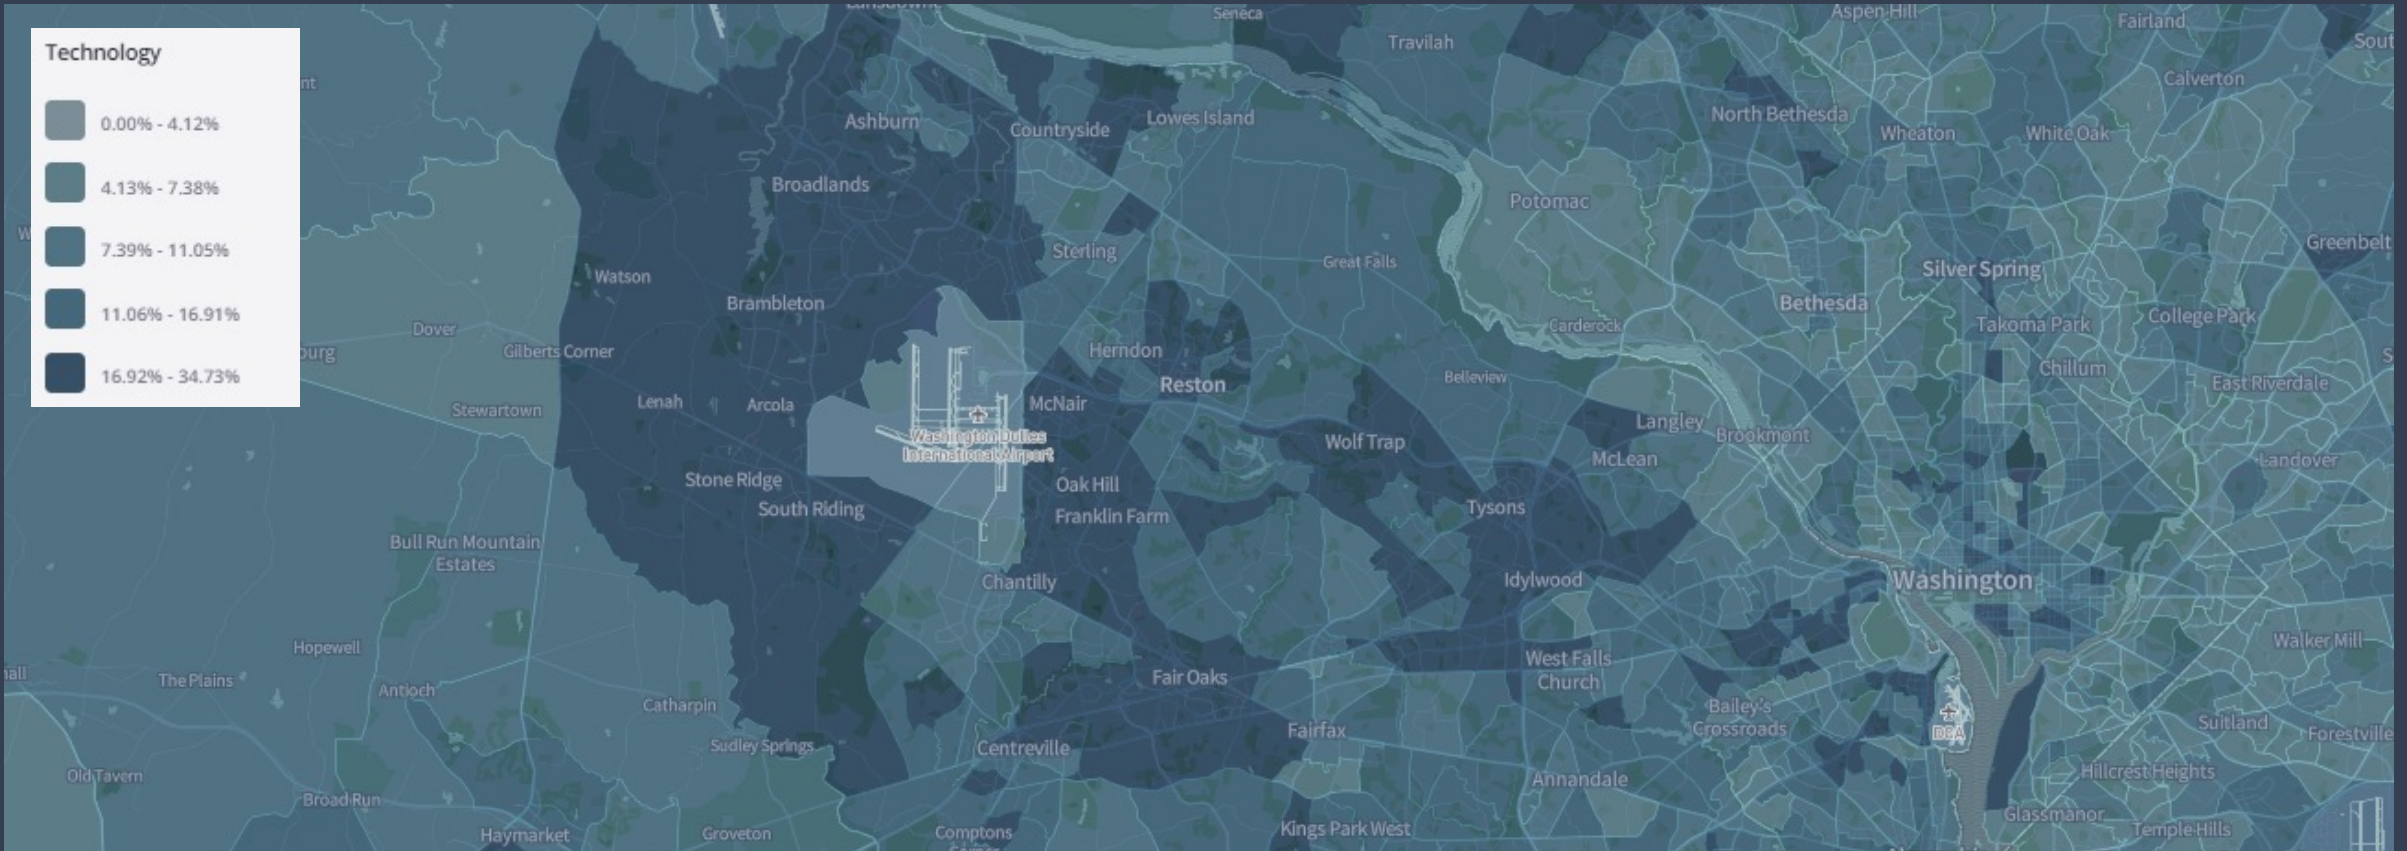 Technology
0.00% - 4.12%
4.13% - 7.38%
7.39% - 11.05%
11.06% - 16.91%
16.92% - 34.73%
Seneca
Aspen Hill
Fairland
Travilah
Calverton
Ashburn
Countryside
Lowes Island
North Bethesda
Wheaton
White Oak
Broadlands
Potomac
Sterling
Great Falls
Greenbelt
Watson
Silver Spring
Brambleton
Bethesda
Dover
Carderock
Takoma Park
College Park
Gilberts Corner
Herndon
Reston
Belleview
Chillum
East Riverdale
Stewartown
Lenah
Arcola
McNair
Washington Dulles
International Airport
Wolf Trap
Langley
Brookmont
McLean
Landover
Stone Ridge
South Riding
Oak Hill
Franklin Farm
Tysons
Bull Run Mountain
Estates
Chantilly
Idylwood
Washington
Hopewell
The Plains
Antioch
Catharpin
Fair Oaks
West Falls
Church
Walker Mill
Bailey's
Crossroads
DCA
Suitland
Forestville
Sudley Springs
Centreville
Fairfax
Old Tavern
Broad Run
Annandale
Hillcrest Heights
Haymarket
Groveton
Comptons
Kings Park West
Glassmanor
Temple Hills